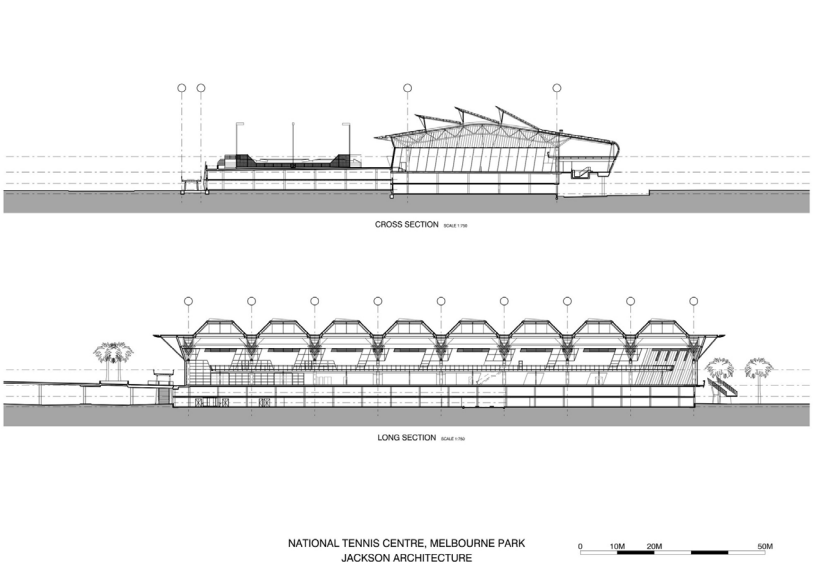 CROSS SECTION SCALE 1:750
LONG SECTION SCALE 1:750
NATIONAL TENNIS CENTRE, MELBOURNE PARK
JACKSON ARCHITECTURE
0 10M 20M 50M